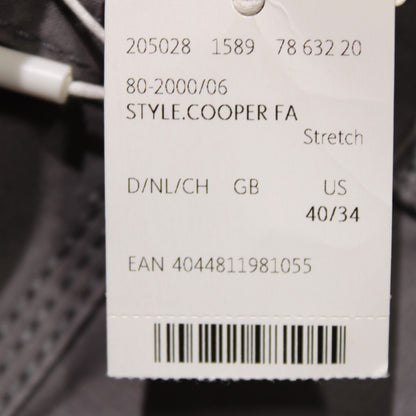 205028 1589 78 632 20
80-2000/06
STYLE.COOPER FA
Stretch
D/NL/CH GB US
40/34
EAN 4044811981055